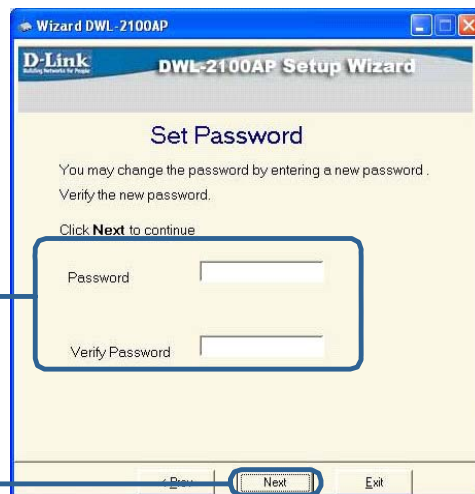 Wizard DWL-2100AP
D-Link
Building Networks for People
DWL-2100AP Setup Wizard
Set Password
You may change the password by entering a new password .
Verify the new password.
Click Next to continue
Password
Verify Password
< Prev
Next
Exit